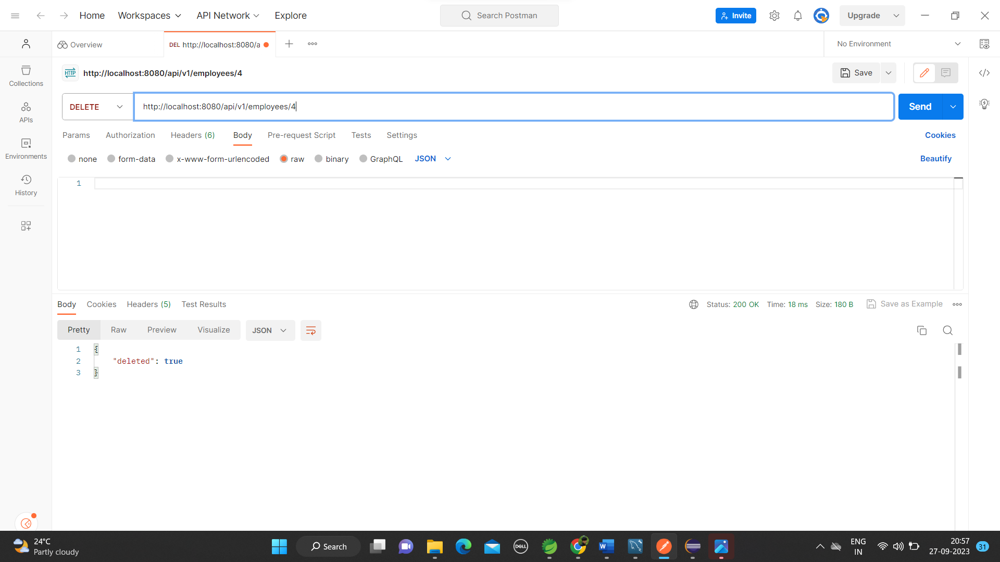 Home Workspaces API Network Explore Search Postman Invite Upgrade
Overview DEL http://localhost:8080/a No Environment
HTTP http://localhost:8080/api/v1/employees/4 Save
Collections
DELETE http://localhost:8080/api/v1/employees/4 Send
APIs
Params Authorization Headers (6) Body Pre-request Script Tests Settings Cookies
Environments
none form-data x-www-form-urlencoded raw binary GraphQL JSON Beautify
1
History
Body Cookies Headers (5) Test Results Status: 200 OK Time: 18 ms Size: 180 B Save as Example
Pretty Raw Preview Visualize JSON
1 {
2 "deleted": true
3 }
24°C
Partly cloudy
Search
DELL
W
ENG
IN
20:57
27-09-2023
31